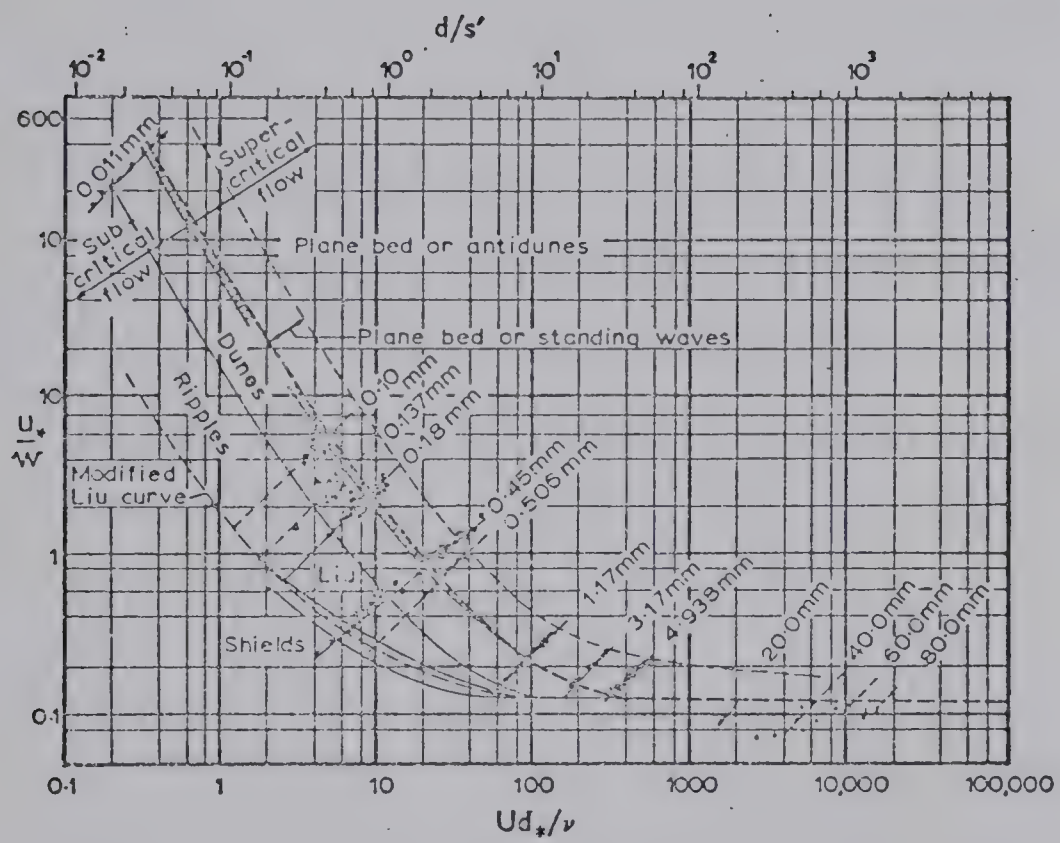 d/s'
10⁻² 10⁻¹ 10⁰ 10¹ 10² 10³
600
10
10
1
0·1
u*
W
0·011mm
Super-
critical
flow
Sub
critical
flow
Plane bed or antidunes
Plane bed or standing waves
Dunes
Ripples
0·10mm
0·137mm
0·18mm
0·45mm
0·505mm
Modified
Liu curve
Liu
Shields
1·17mm
3·17mm
4·938mm
20·0mm
40·0mm
60·0mm
80·0mm
0·1 1 10 100 1000 10,000 100,000
Ud*/ν